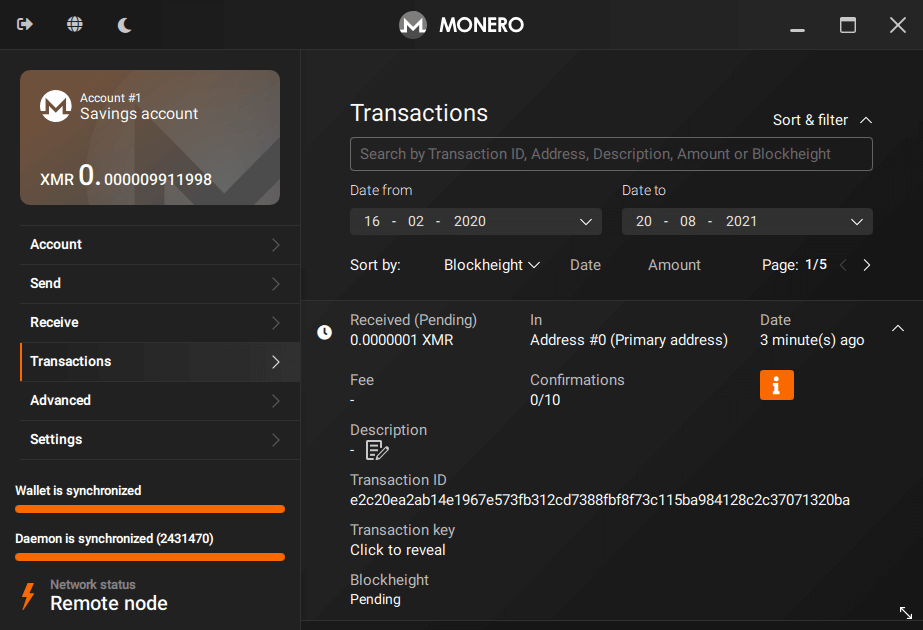 MONERO
Account #1
Savings account
XMR 0.000009911998
Account
Send
Receive
Transactions
Advanced
Settings
Wallet is synchronized
Daemon is synchronized (2431470)
Network status
Remote node
Transactions
Sort & filter
Search by Transaction ID, Address, Description, Amount or Blockheight
Date from Date to
16 - 02 - 2020 20 - 08 - 2021
Sort by: Blockheight Date Amount Page: 1/5
Received (Pending) In Date
0.0000001 XMR Address #0 (Primary address) 3 minute(s) ago
Fee Confirmations
- 0/10
Description
-
Transaction ID
e2c20ea2ab14e1967e573fb312cd7388fbf8f73c115ba984128c2c37071320ba
Transaction key
Click to reveal
Blockheight
Pending